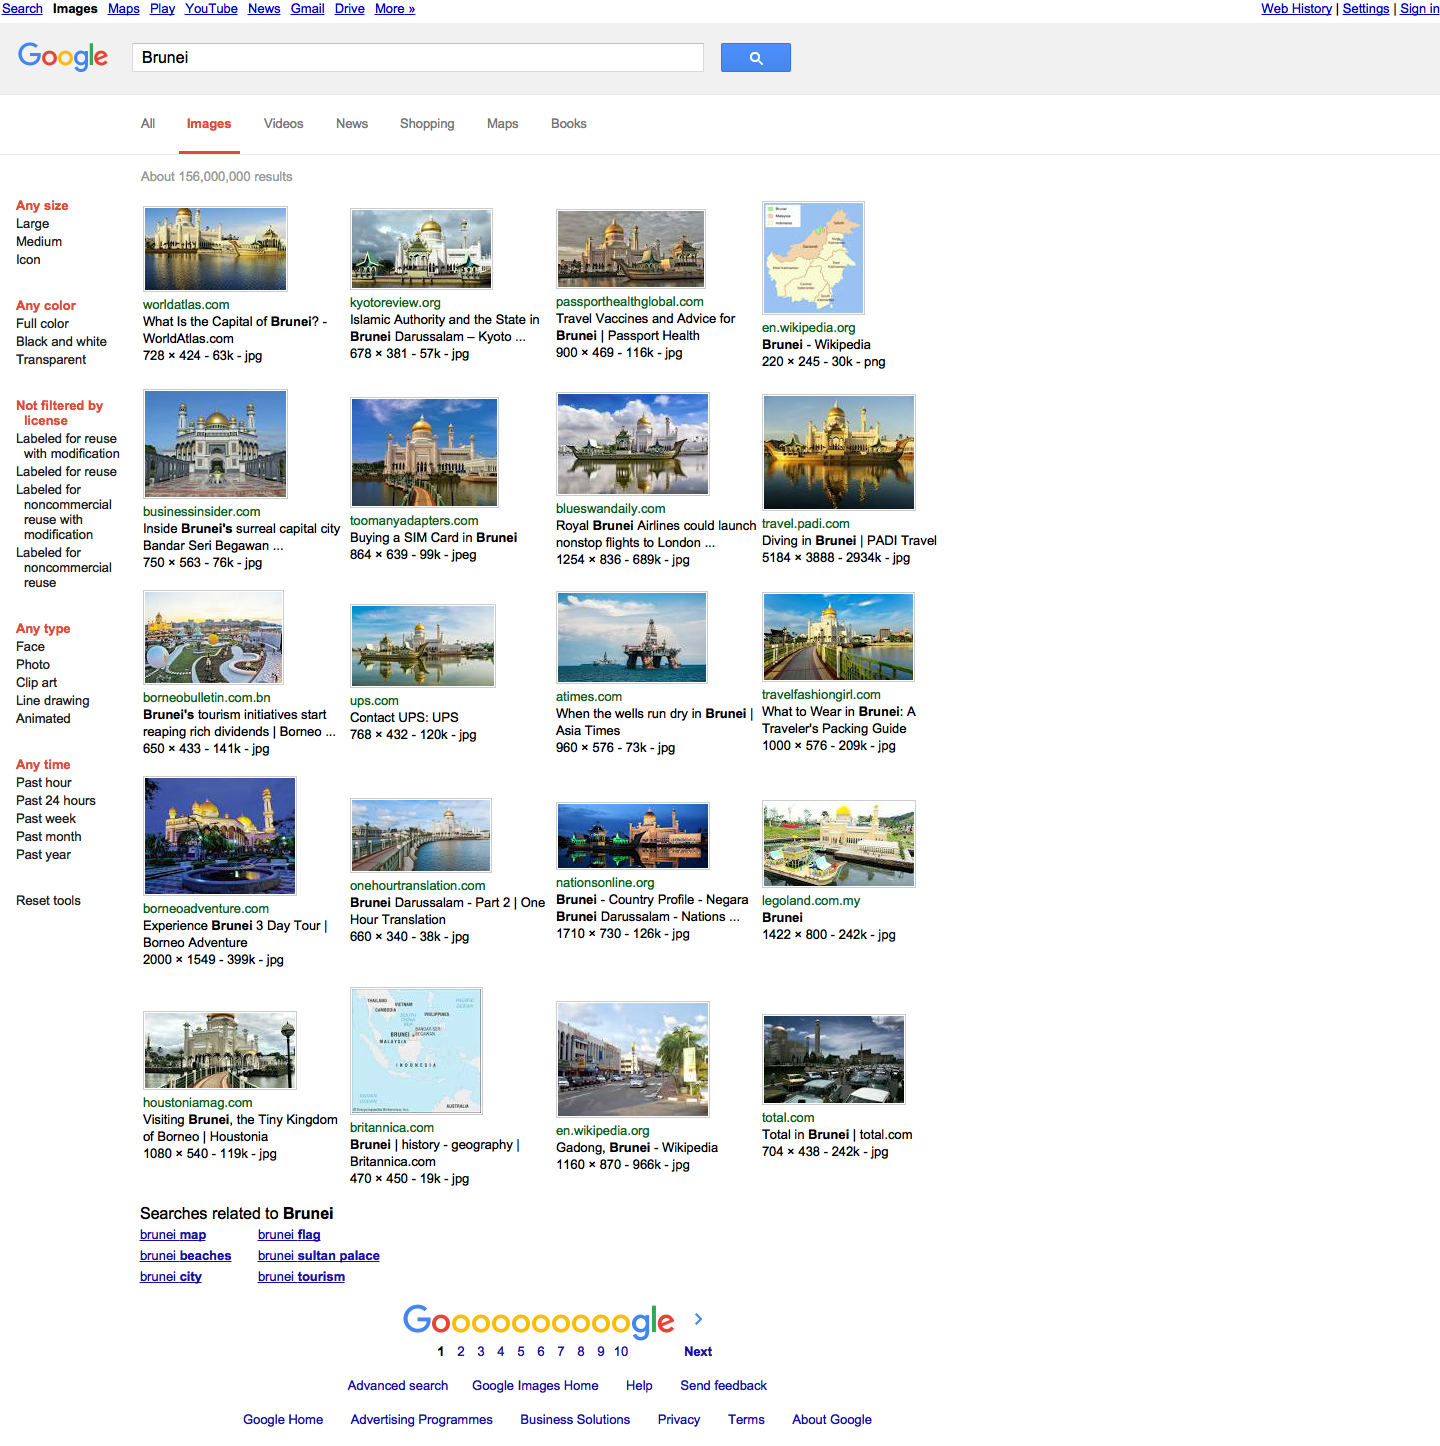 Search Images Maps Play YouTube News Gmail Drive More »
Web History | Settings | Sign in
Google
Brunei
All Images Videos News Shopping Maps Books
About 156,000,000 results
Any size
Large
Medium
Icon
Any color
Full color
Black and white
Transparent
Not filtered by
license
Labeled for reuse
with modification
Labeled for reuse
Labeled for
noncommercial
reuse with
modification
Labeled for
noncommercial
reuse
Any type
Face
Photo
Clip art
Line drawing
Animated
Any time
Past hour
Past 24 hours
Past week
Past month
Past year
Reset tools
worldatlas.com
What Is the Capital of Brunei? -
WorldAtlas.com
728 × 424 - 63k - jpg
kyotoreview.org
Islamic Authority and the State in
Brunei Darussalam – Kyoto ...
678 × 381 - 57k - jpg
passporthealthglobal.com
Travel Vaccines and Advice for
Brunei | Passport Health
900 × 469 - 116k - jpg
Brunei
Malaysia
Indonesia
en.wikipedia.org
Brunei - Wikipedia
220 × 245 - 30k - png
businessinsider.com
Inside Brunei's surreal capital city
Bandar Seri Begawan ...
750 × 563 - 76k - jpg
toomanyadapters.com
Buying a SIM Card in Brunei
864 × 639 - 99k - jpeg
blueswandaily.com
Royal Brunei Airlines could launch
nonstop flights to London ...
1254 × 836 - 689k - jpg
travel.padi.com
Diving in Brunei | PADI Travel
5184 × 3888 - 2934k - jpg
borneobulletin.com.bn
Brunei's tourism initiatives start
reaping rich dividends | Borneo ...
650 × 433 - 141k - jpg
ups.com
Contact UPS: UPS
768 × 432 - 120k - jpg
atimes.com
When the wells run dry in Brunei |
Asia Times
960 × 576 - 73k - jpg
travelfashiongirl.com
What to Wear in Brunei: A
Traveler's Packing Guide
1000 × 576 - 209k - jpg
borneoadventure.com
Experience Brunei 3 Day Tour |
Borneo Adventure
2000 × 1549 - 399k - jpg
onehourtranslation.com
Brunei Darussalam - Part 2 | One
Hour Translation
660 × 340 - 38k - jpg
nationsonline.org
Brunei - Country Profile - Negara
Brunei Darussalam - Nations ...
1710 × 730 - 126k - jpg
legoland.com.my
Brunei
1422 × 800 - 242k - jpg
houstoniamag.com
Visiting Brunei, the Tiny Kingdom
of Borneo | Houstonia
1080 × 540 - 119k - jpg
THAILAND
VIETNAM
CAMBODIA
PHILIPPINES
BRUNEI
BANDAR SERI
BEGAWAN
MALAYSIA
INDONESIA
AUSTRALIA
britannica.com
Brunei | history - geography |
Britannica.com
470 × 450 - 19k - jpg
en.wikipedia.org
Gadong, Brunei - Wikipedia
1160 × 870 - 966k - jpg
total.com
Total in Brunei | total.com
704 × 438 - 242k - jpg
Searches related to Brunei
brunei map brunei flag
brunei beaches brunei sultan palace
brunei city brunei tourism
Goooooooooogle
1 2 3 4 5 6 7 8 9 10 Next
Advanced search Google Images Home Help Send feedback
Google Home Advertising Programmes Business Solutions Privacy Terms About Google